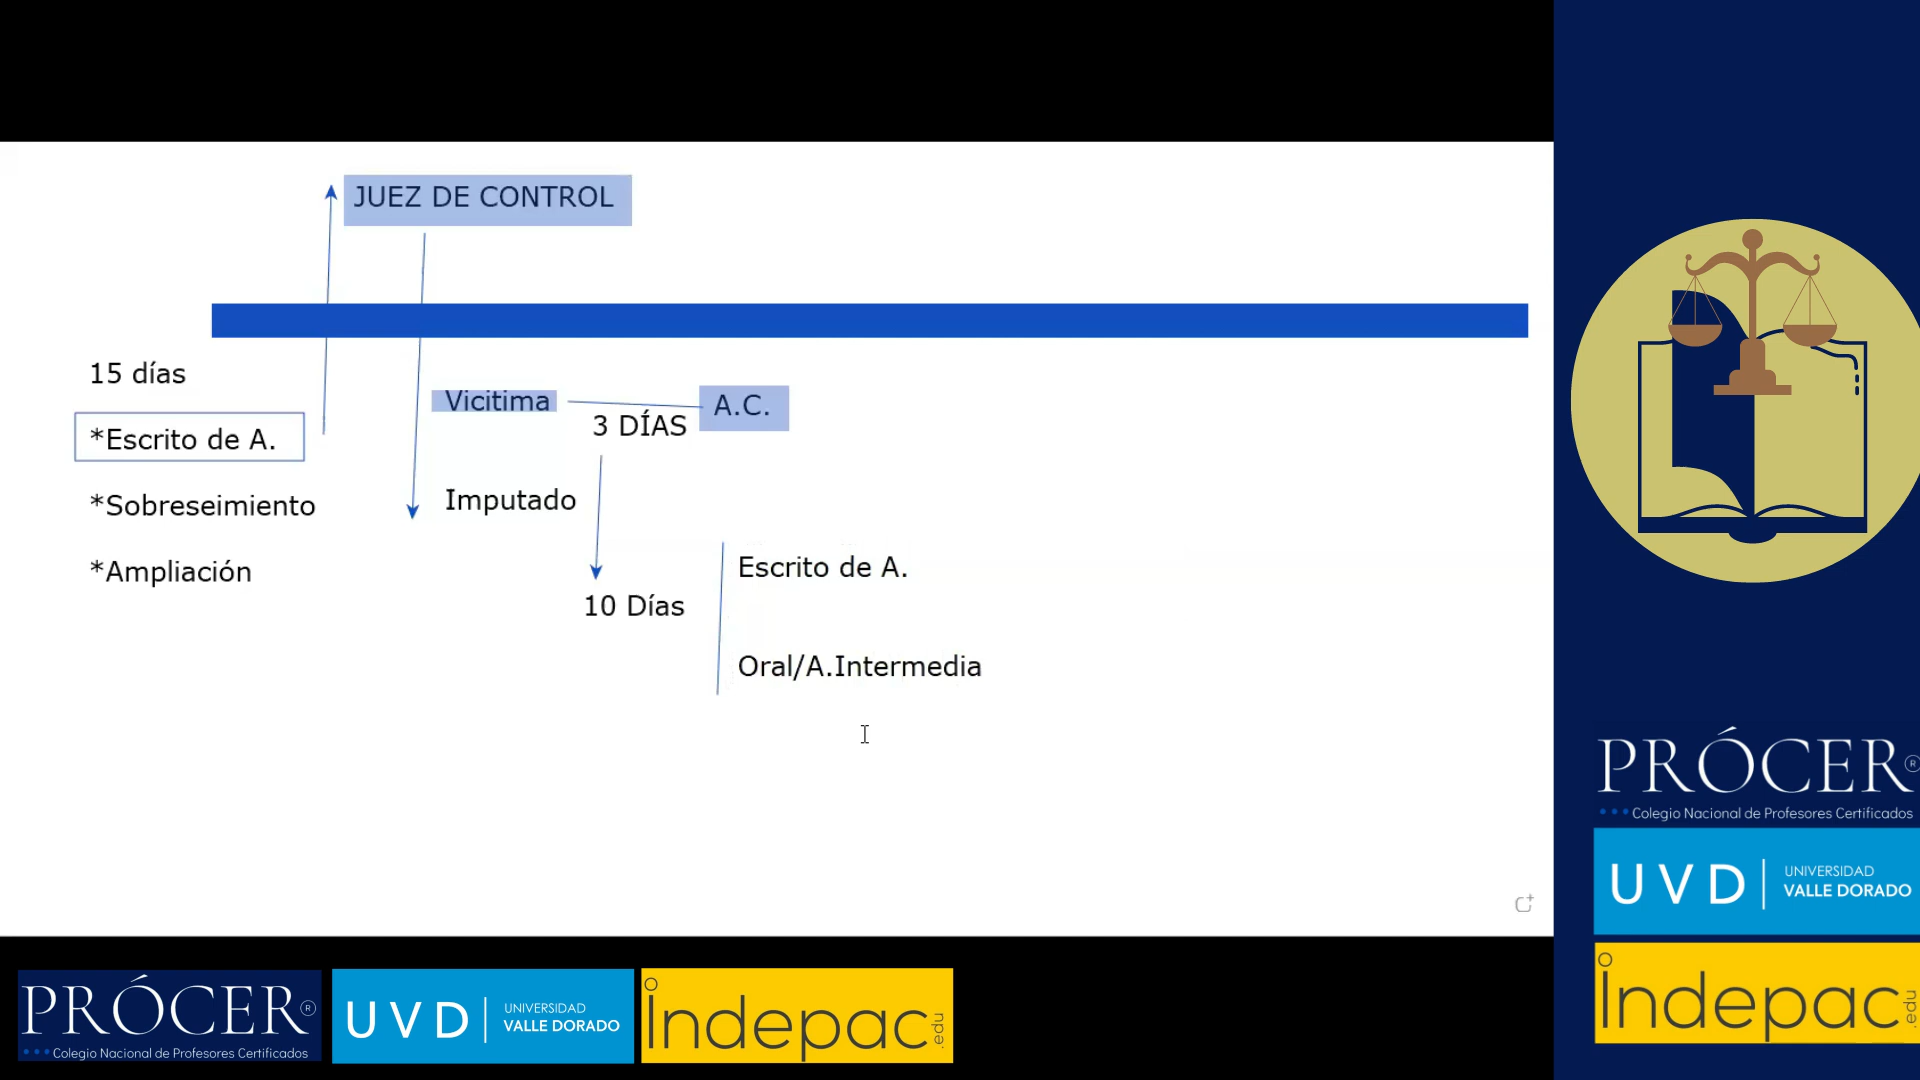 JUEZ DE CONTROL
15 días
*Escrito de A.
*Sobreseimiento
*Ampliación
Vicitima
3 DÍAS
A.C.
Imputado
10 Días
Escrito de A.
Oral/A.Intermedia
PRÓCER®
Colegio Nacional de Profesores Certificados
UVD
UNIVERSIDAD
VALLE DORADO
Indepac.edu
PRÓCER®
Colegio Nacional de Profesores Certificados
UVD
UNIVERSIDAD
VALLE DORADO
Indepac.edu